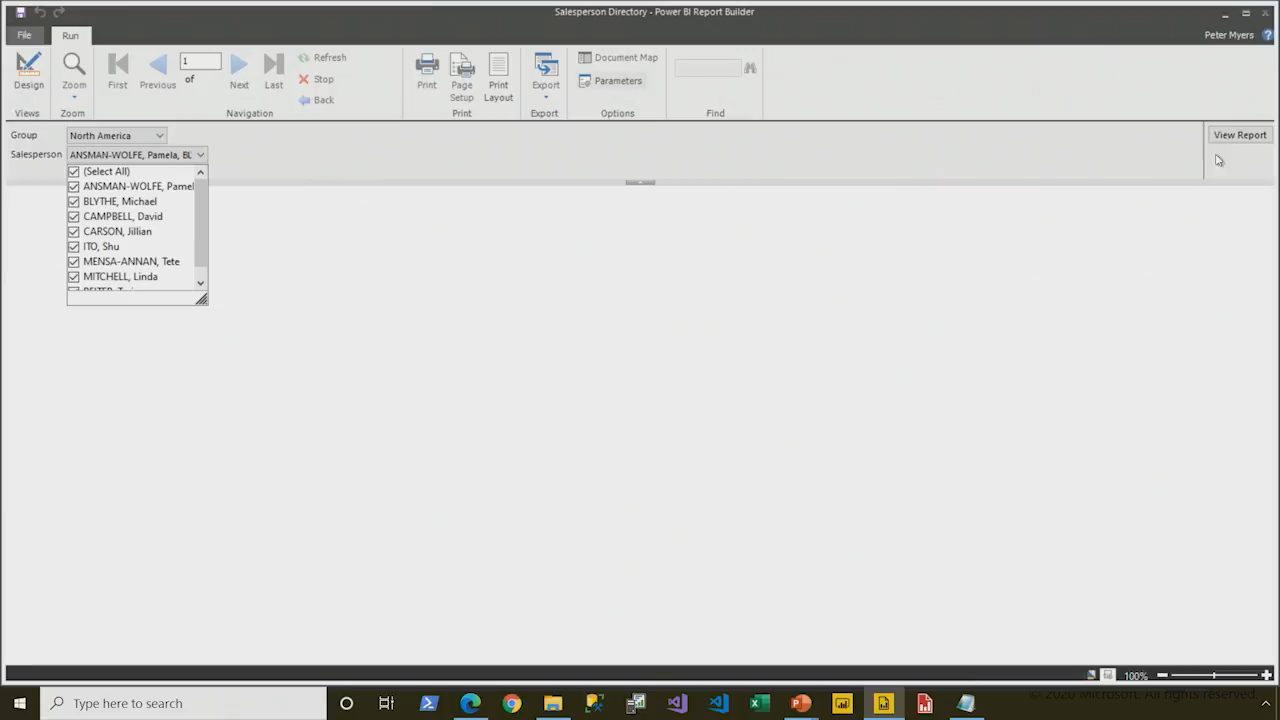 Salesperson Directory - Power BI Report Builder
File
Run
Peter Myers
Design
Views
Zoom
Zoom
First
Previous
1
of
Next
Last
Refresh
Stop
Back
Navigation
Print
Page
Setup
Print
Layout
Print
Export
Export
Document Map
Parameters
Options
Find
Group
North America
View Report
Salesperson
ANSMAN-WOLFE, Pamela, BL
(Select All)
ANSMAN-WOLFE, Pamel
BLYTHE, Michael
CAMPBELL, David
CARSON, Jillian
ITO, Shu
MENSA-ANNAN, Tete
MITCHELL, Linda
100%
Type here to search
© 2020 Microsoft. All rights reserved.